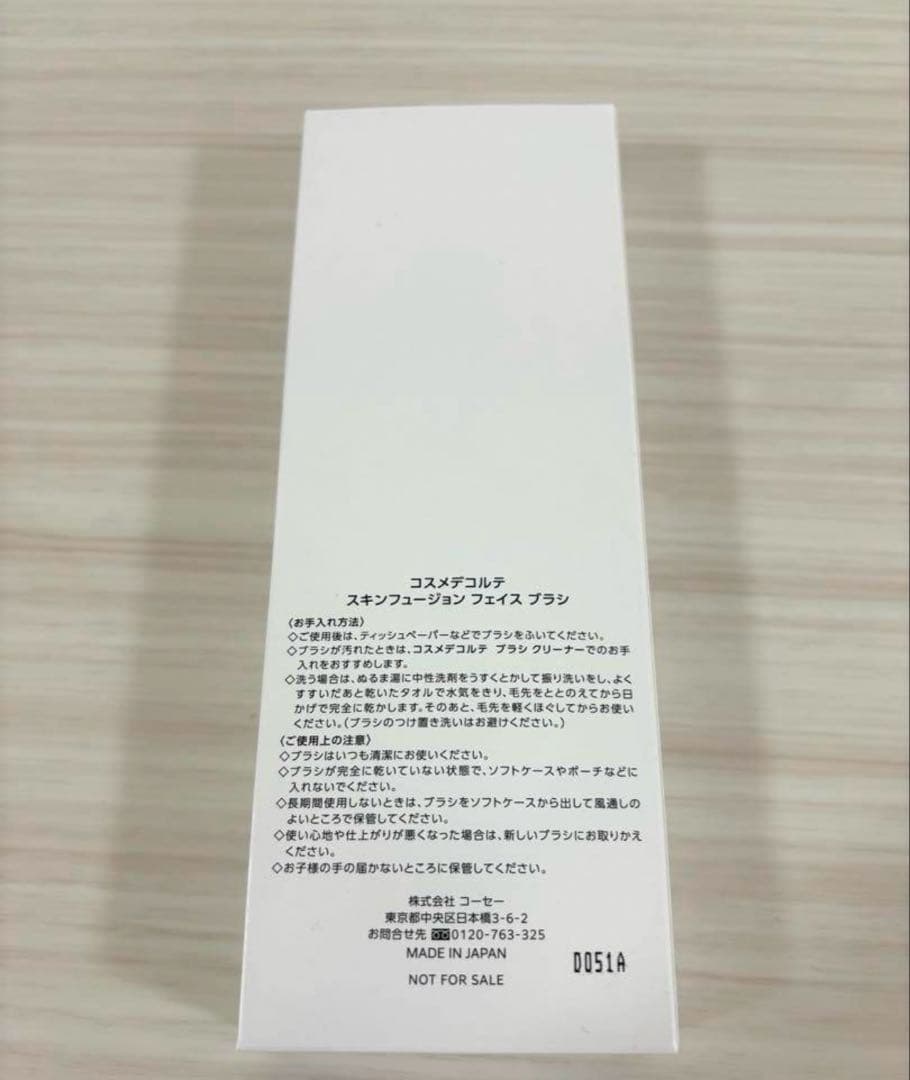 コスメデコルテ
スキンフュージョン フェイス ブラシ
〈お手入れ方法〉
◇ご使用後は、ティッシュペーパーなどでブラシをふいてください。
◇ブラシが汚れたときは、コスメデコルテ ブラシ クリーナーでのお手
入れをおすすめします。
◇洗う場合は、ぬるま湯に中性洗剤をうすくとかして振り洗いをし、よく
すすいだあと乾いたタオルで水気をきり、毛先をととのえてから日
かげで完全に乾かします。そのあと、毛先を軽くほぐしてからお使い
ください。(ブラシのつけ置き洗いはお避けください。)
〈ご使用上の注意〉
◇ブラシはいつも清潔にお使いください。
◇ブラシが完全に乾いていない状態で、ソフトケースやポーチなどに
入れないでください。
◇長期間使用しないときは、ブラシをソフトケースから出して風通しの
よいところで保管してください。
◇使い心地や仕上がりが悪くなった場合は、新しいブラシにお取りかえ
ください。
◇お子様の手の届かないところに保管してください。
株式会社 コーセー
東京都中央区日本橋3-6-2
お問合せ先 0120-763-325
MADE IN JAPAN
D051A
NOT FOR SALE